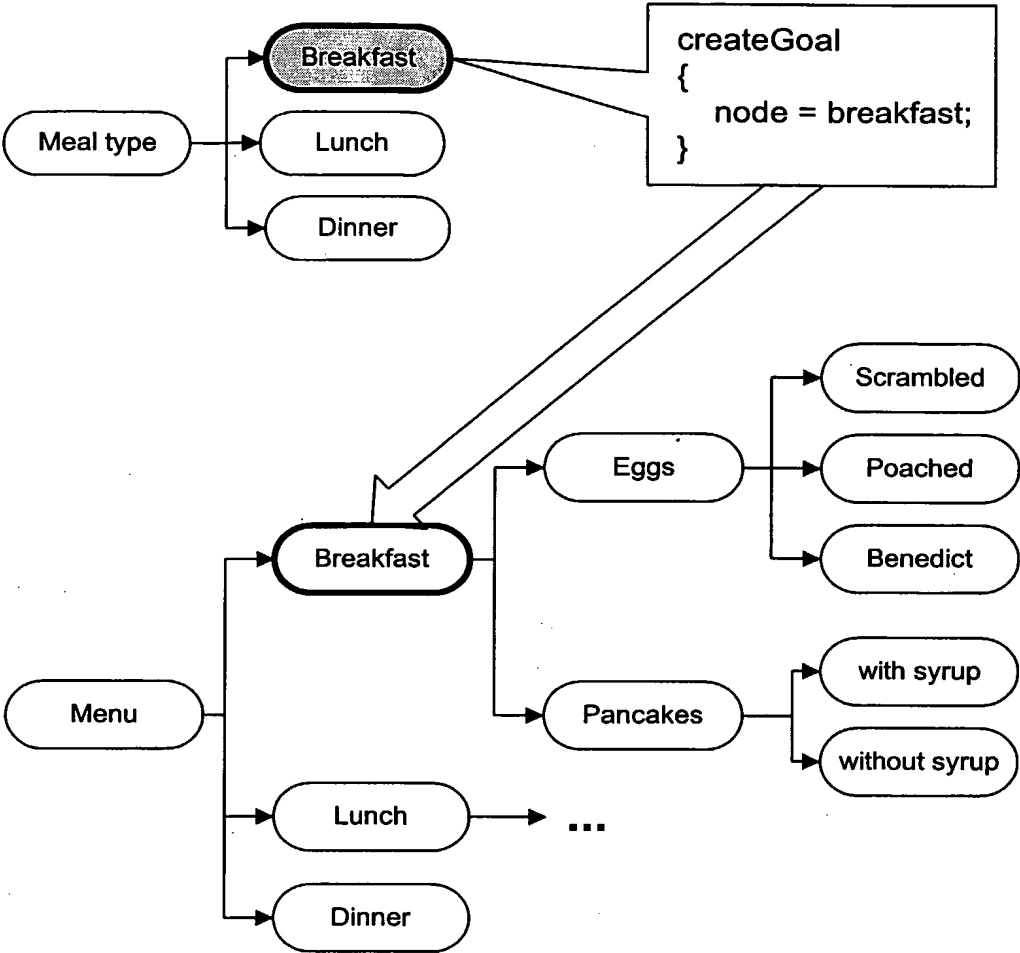 Breakfast
createGoal
{
node = breakfast;
}
Meal type
Lunch
Dinner
Scrambled
Eggs
Poached
Breakfast
Benedict
with syrup
Menu
Pancakes
without syrup
Lunch
...
Dinner